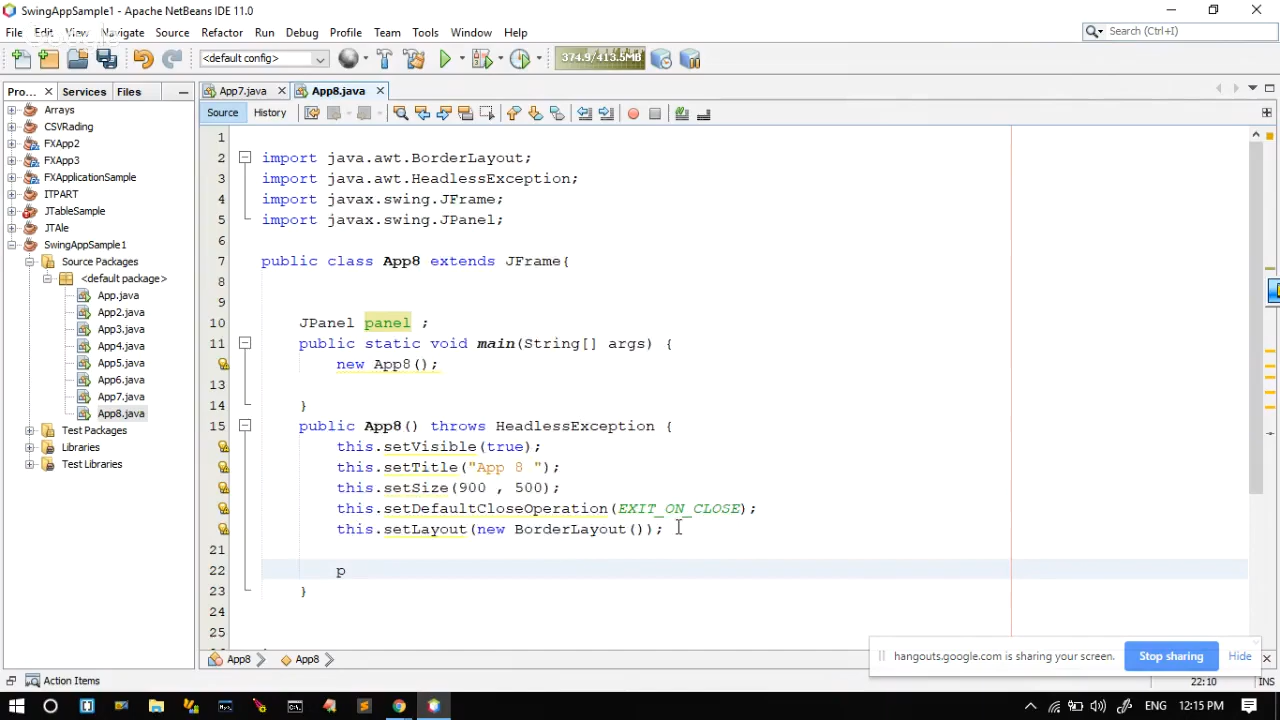 SwingAppSample1 - Apache NetBeans IDE 11.0
File Edit View Navigate Source Refactor Run Debug Profile Team Tools Window Help
Search (Ctrl+I)
<default config>
374.9/413.5MB
Pro... Services Files
App7.java App8.java
Source History
Arrays
CSVRading
FXApp2
FXApp3
FXApplicationSample
ITPART
JTableSample
JTAle
SwingAppSample1
Source Packages
<default package>
App.java
App2.java
App3.java
App4.java
App5.java
App6.java
App7.java
App8.java
Test Packages
Libraries
Test Libraries
1
2 import java.awt.BorderLayout;
3 import java.awt.HeadlessException;
4 import javax.swing.JFrame;
5 import javax.swing.JPanel;
6
7 public class App8 extends JFrame{
8
9
10 JPanel panel ;
11 public static void main(String[] args) {
new App8();
13
14 }
15 public App8() throws HeadlessException {
this.setVisible(true);
this.setTitle("App 8 ");
this.setSize(900 , 500);
this.setDefaultCloseOperation(EXIT_ON_CLOSE);
this.setLayout(new BorderLayout());
21
22 p
23 }
24
25
App8 App8
hangouts.google.com is sharing your screen. Stop sharing Hide
Action Items
22:10 INS
ENG 12:15 PM